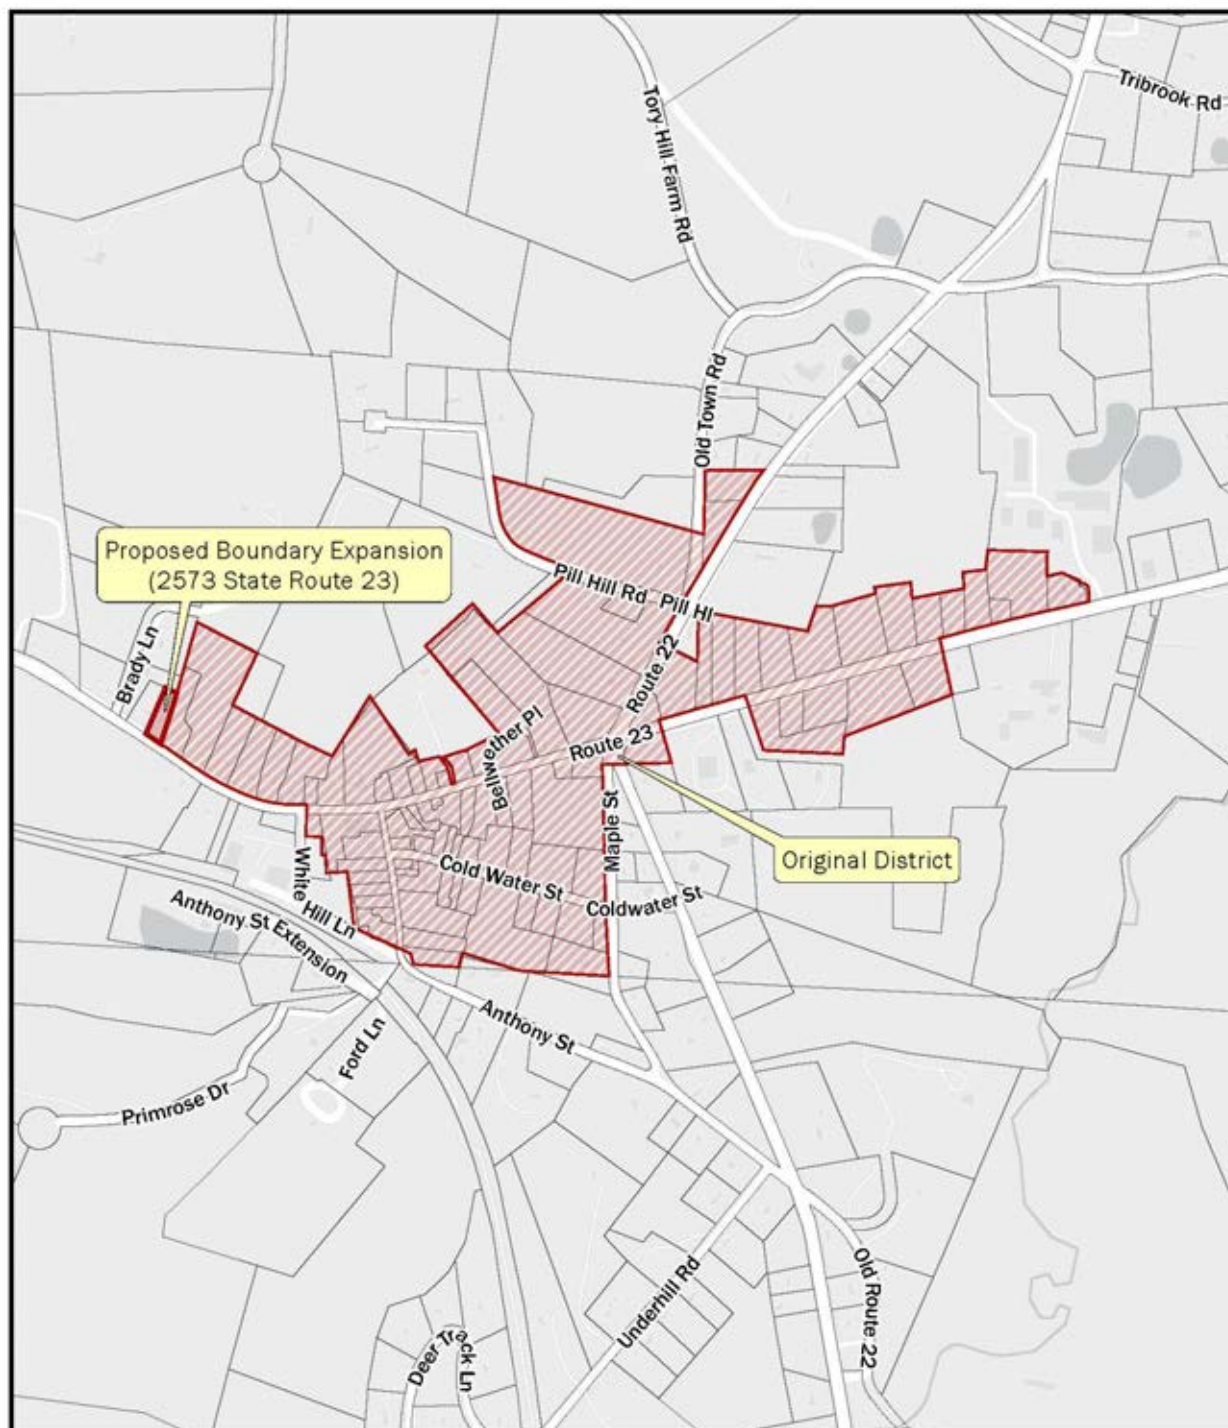 Tribrook Rd
Tory Hill Farm Rd
Old Town Rd
Proposed Boundary Expansion
(2573 State Route 23)
Pill Hill Rd
Pill Hl
Brady Ln
Route 22
Bellwether Pl
Route 23
Maple St
Original District
White Hill Ln
Cold Water St
Coldwater St
Anthony St Extension
Anthony St
Ford Ln
Primrose Dr
Underhill Rd
Old Route 22
Deer Track Ln